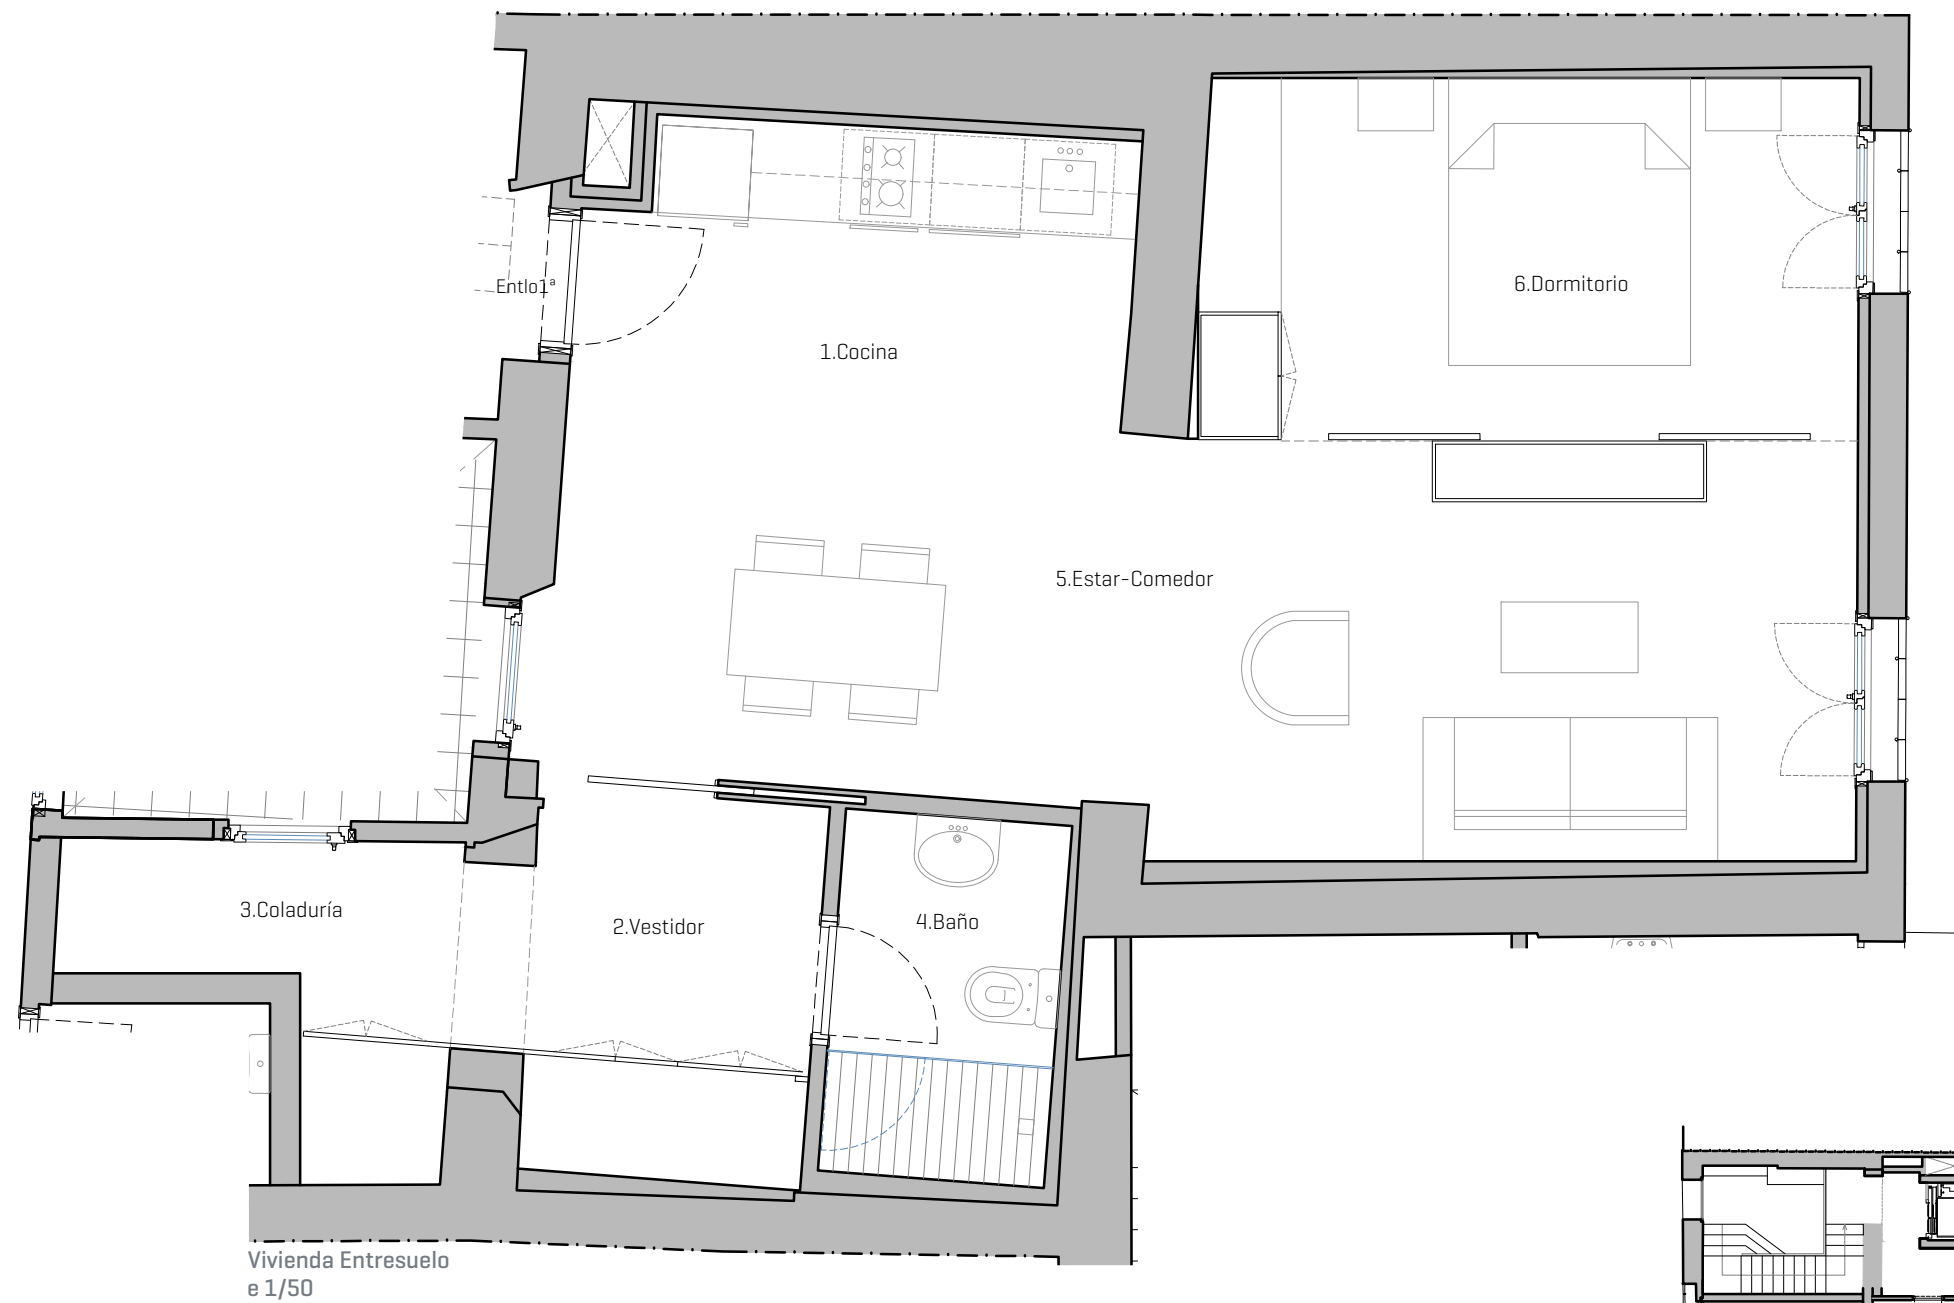 Entlo1ª
6.Dormitorio
1.Cocina
5.Estar-Comedor
3.Coladuría
2.Vestidor
4.Baño
Vivienda Entresuelo
e 1/50